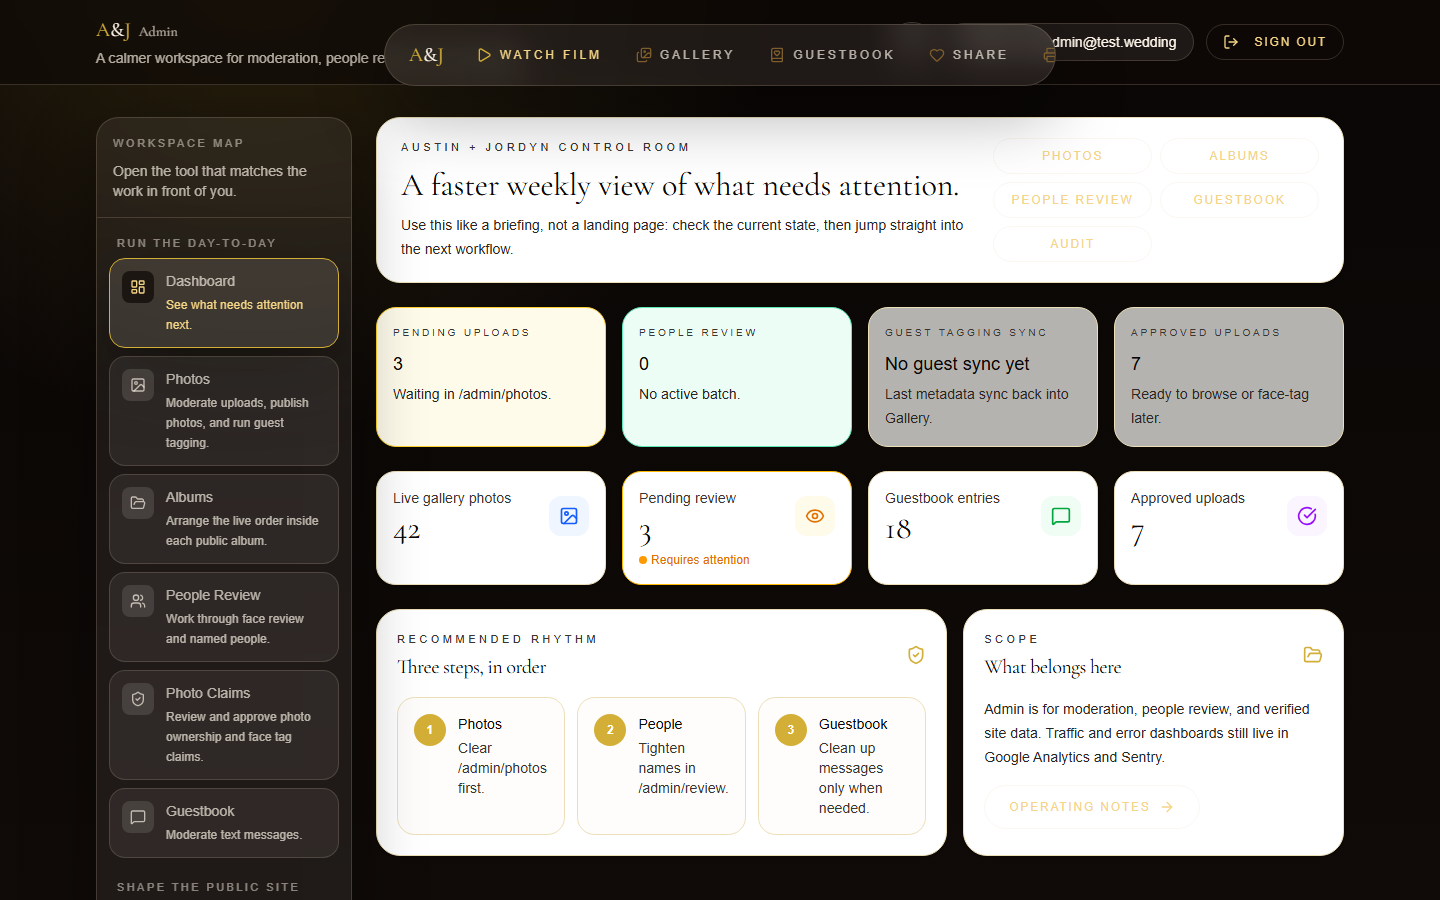 A&J Admin
A calmer workspace for moderation, people re
A&J
WATCH FILM
GALLERY
GUESTBOOK
SHARE
dmin@test.wedding
SIGN OUT
WORKSPACE MAP
Open the tool that matches the
work in front of you.
RUN THE DAY-TO-DAY
Dashboard
See what needs attention
next.
Photos
Moderate uploads, publish
photos, and run guest
tagging.
Albums
Arrange the live order inside
each public album.
People Review
Work through face review
and named people.
Photo Claims
Review and approve photo
ownership and face tag
claims.
Guestbook
Moderate text messages.
SHAPE THE PUBLIC SITE
AUSTIN + JORDYN CONTROL ROOM
A faster weekly view of what needs attention.
Use this like a briefing, not a landing page: check the current state, then jump straight into
the next workflow.
PHOTOS
ALBUMS
PEOPLE REVIEW
GUESTBOOK
AUDIT
PENDING UPLOADS
3
Waiting in /admin/photos.
PEOPLE REVIEW
0
No active batch.
GUEST TAGGING SYNC
No guest sync yet
Last metadata sync back into
Gallery.
APPROVED UPLOADS
7
Ready to browse or face-tag
later.
Live gallery photos
42
Pending review
3
Requires attention
Guestbook entries
18
Approved uploads
7
RECOMMENDED RHYTHM
Three steps, in order
1
Photos
Clear
/admin/photos
first.
2
People
Tighten
names in
/admin/review.
3
Guestbook
Clean up
messages
only when
needed.
SCOPE
What belongs here
Admin is for moderation, people review, and verified
site data. Traffic and error dashboards still live in
Google Analytics and Sentry.
OPERATING NOTES